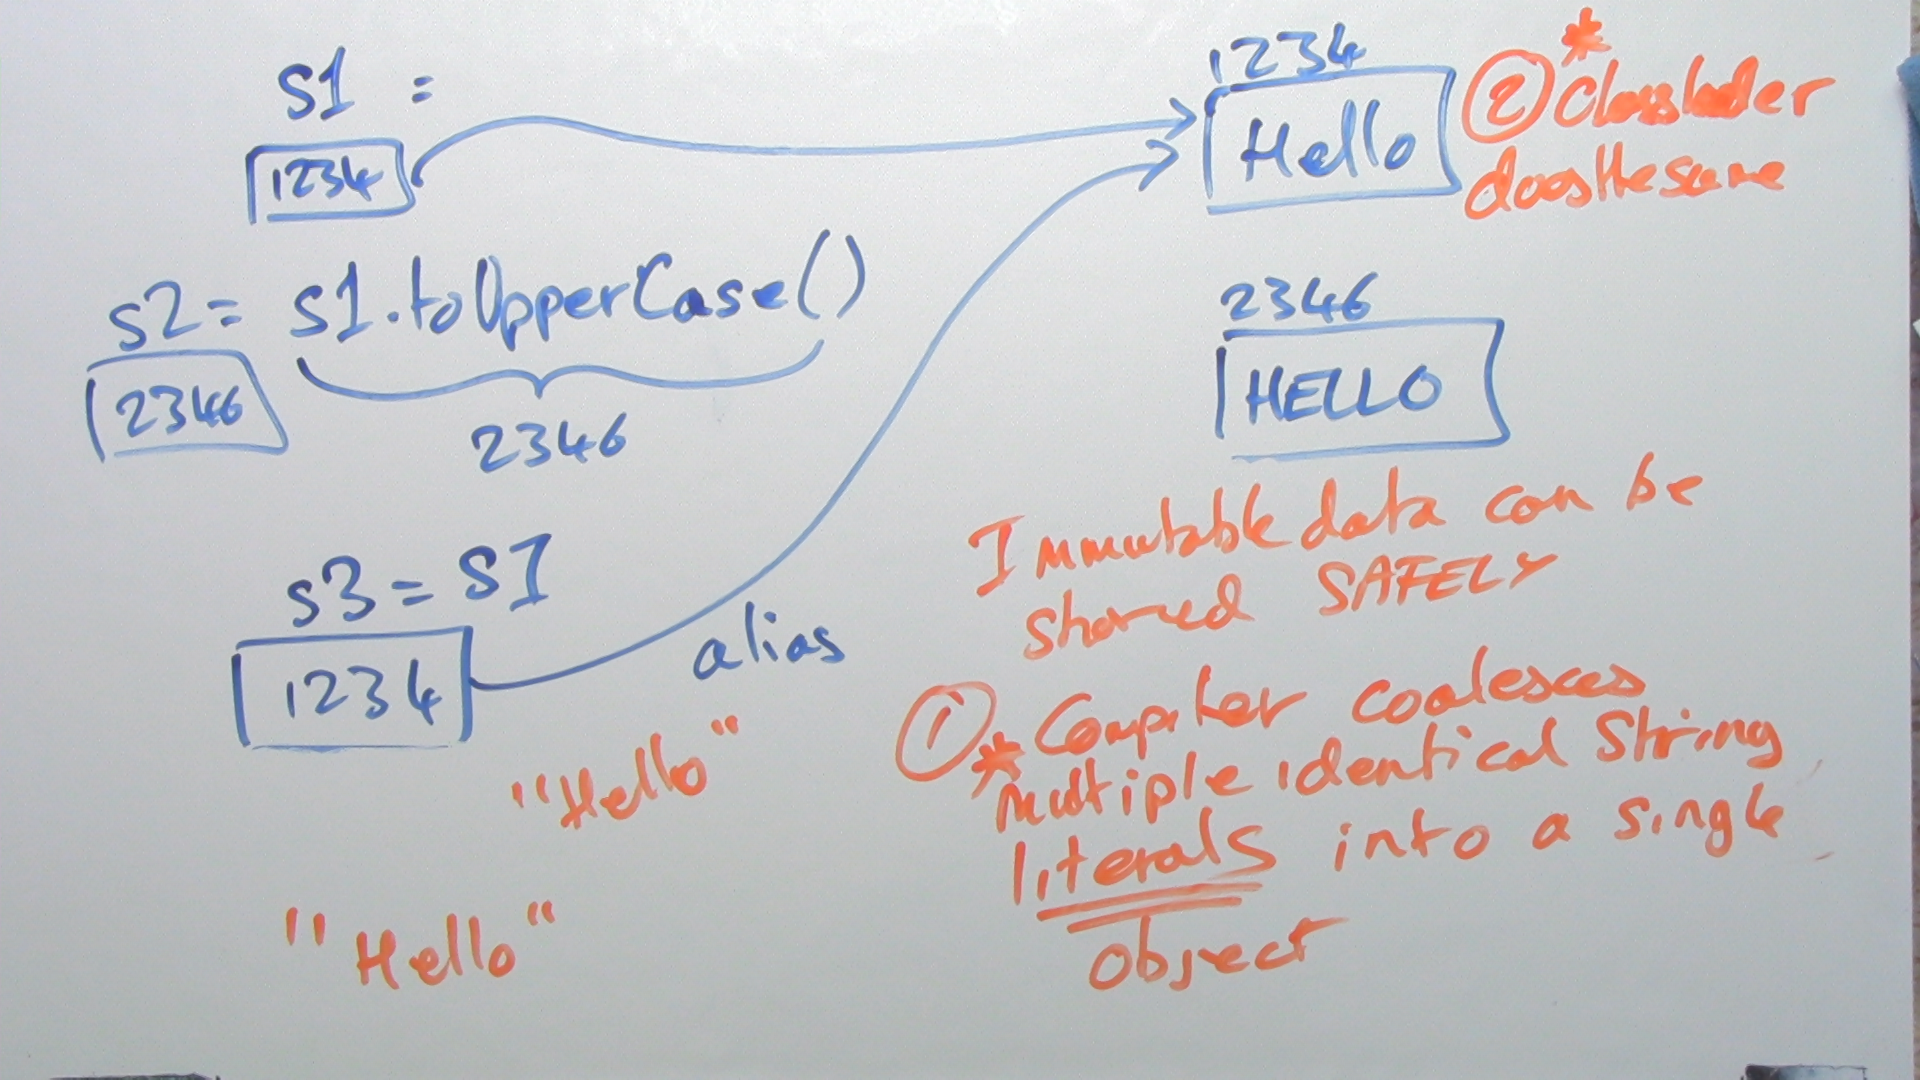 s1 =
1234
1234
Hello
② * Classloader
does the same
s2 = s1.toUpperCase()
2346
2346
2346
HELLO
s3 = s1
1234
alias
Immutable data can be
shared SAFELY
① * Compiler coalesces
multiple identical String
literals into a single
object
"Hello"
"Hello"